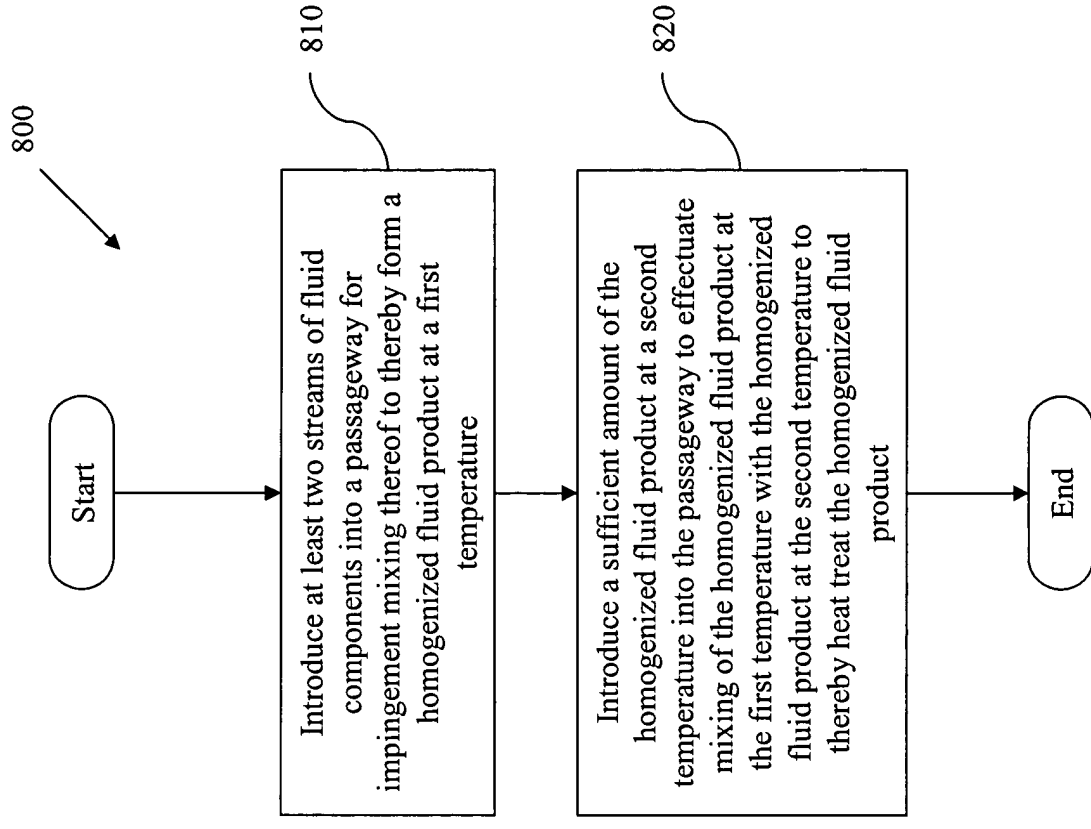 800
Start
810
Introduce at least two streams of fluid
components into a passageway for
impingement mixing thereof to thereby form a
homogenized fluid product at a first
temperature
820
Introduce a sufficient amount of the
homogenized fluid product at a second
temperature into the passageway to effectuate
mixing of the homogenized fluid product at
the first temperature with the homogenized
fluid product at the second temperature to
thereby heat treat the homogenized fluid
product
End